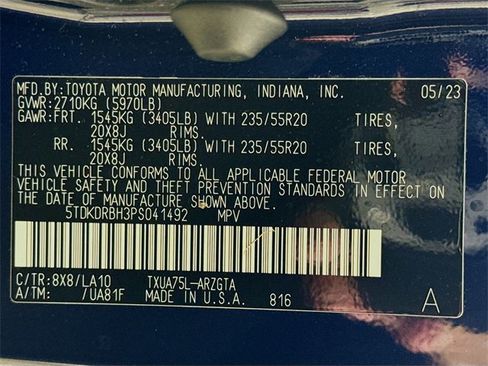 MFD.BY:TOYOTA MOTOR MANUFACTURING, INDIANA, INC. 05/23
GVWR:2710KG (5970LB)
GAWR:FRT. 1545KG (3405LB) WITH 235/55R20 TIRES,
20X8J RIMS.
RR. 1545KG (3405LB) WITH 235/55R20 TIRES,
20X8J RIMS.
THIS VEHICLE CONFORMS TO ALL APPLICABLE FEDERAL MOTOR
VEHICLE SAFETY AND THEFT PREVENTION STANDARDS IN EFFECT ON
THE DATE OF MANUFACTURE SHOWN ABOVE.
5TDKDRBH3PS041492 MPV
C/TR:8X8/LA10 TXUA75L-ARZGTA
A/TM: /UA81F MADE IN U.S.A. 816 A